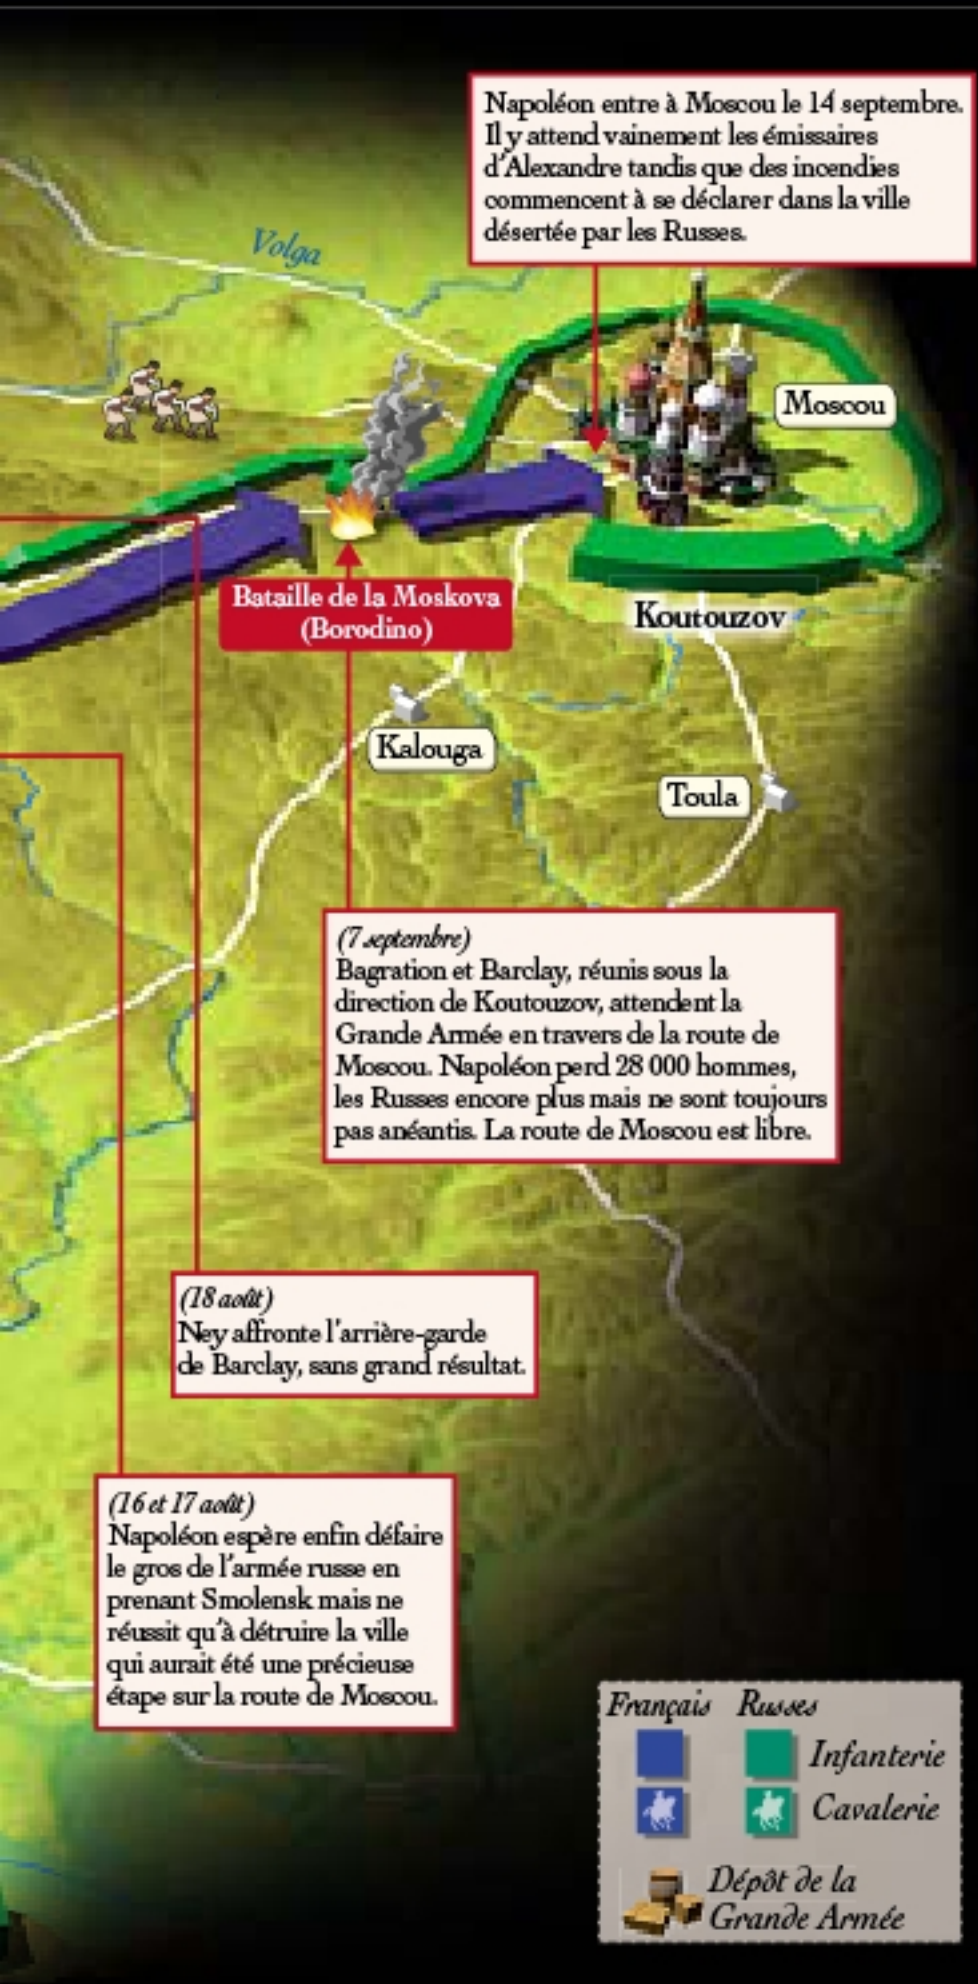 Napoléon entre à Moscou le 14 septembre.
Il y attend vainement les émissaires
d'Alexandre tandis que des incendies
commencent à se déclarer dans la ville
désertée par les Russes.
Volga
Moscou
Bataille de la Moskova
(Borodino)
Koutouzov
Kalouga
Toula
(7 septembre)
Bagration et Barclay, réunis sous la
direction de Koutouzov, attendent la
Grande Armée en travers de la route de
Moscou. Napoléon perd 28 000 hommes,
les Russes encore plus mais ne sont toujours
pas anéantis. La route de Moscou est libre.
(18 août)
Ney affronte l'arrière-garde
de Barclay, sans grand résultat.
(16 et 17 août)
Napoléon espère enfin défaire
le gros de l'armée russe en
prenant Smolensk mais ne
réussit qu'à détruire la ville
qui aurait été une précieuse
étape sur la route de Moscou.
Français Russes
Infanterie
Cavalerie
Dépôt de la
Grande Armée